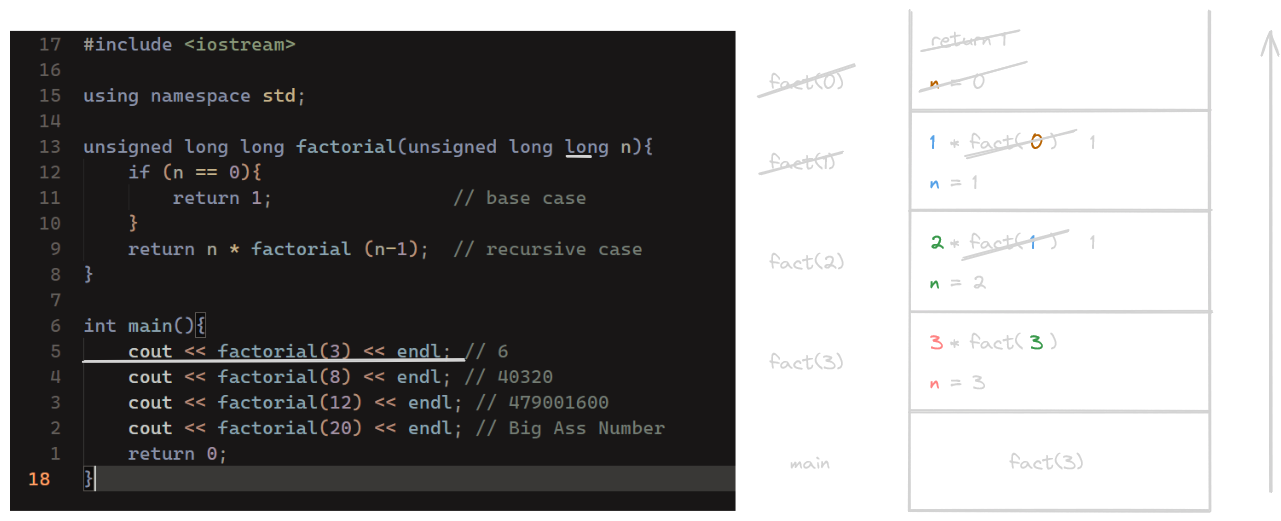 17 #include <iostream>
16
15 using namespace std;
14
13 unsigned long long factorial(unsigned long long n){
12 if (n == 0){
11 return 1; // base case
10 }
9 return n * factorial (n-1); // recursive case
8 }
7
6 int main(){
5 cout << factorial(3) << endl; // 6
4 cout << factorial(8) << endl; // 40320
3 cout << factorial(12) << endl; // 479001600
2 cout << factorial(20) << endl; // Big Ass Number
1 return 0;
18 }
return 1
fact(0)
n = 0
1 * fact( 0 ) 1
fact(1)
n = 1
2 * fact( 1 ) 1
fact(2)
n = 2
3 * fact( 3 )
fact(3)
n = 3
main
fact(3)